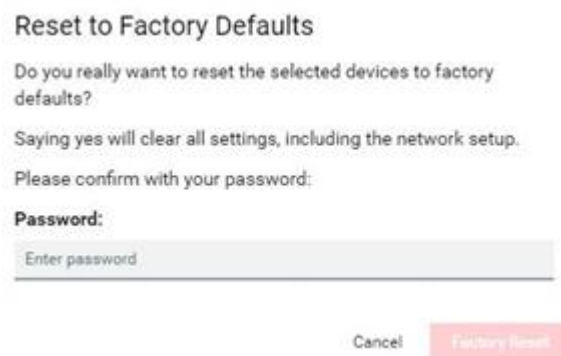 Reset to Factory Defaults
Do you really want to reset the selected devices to factory
defaults?
Saying yes will clear all settings, including the network setup.
Please confirm with your password:
Password:
Enter password
Cancel
Factory Reset